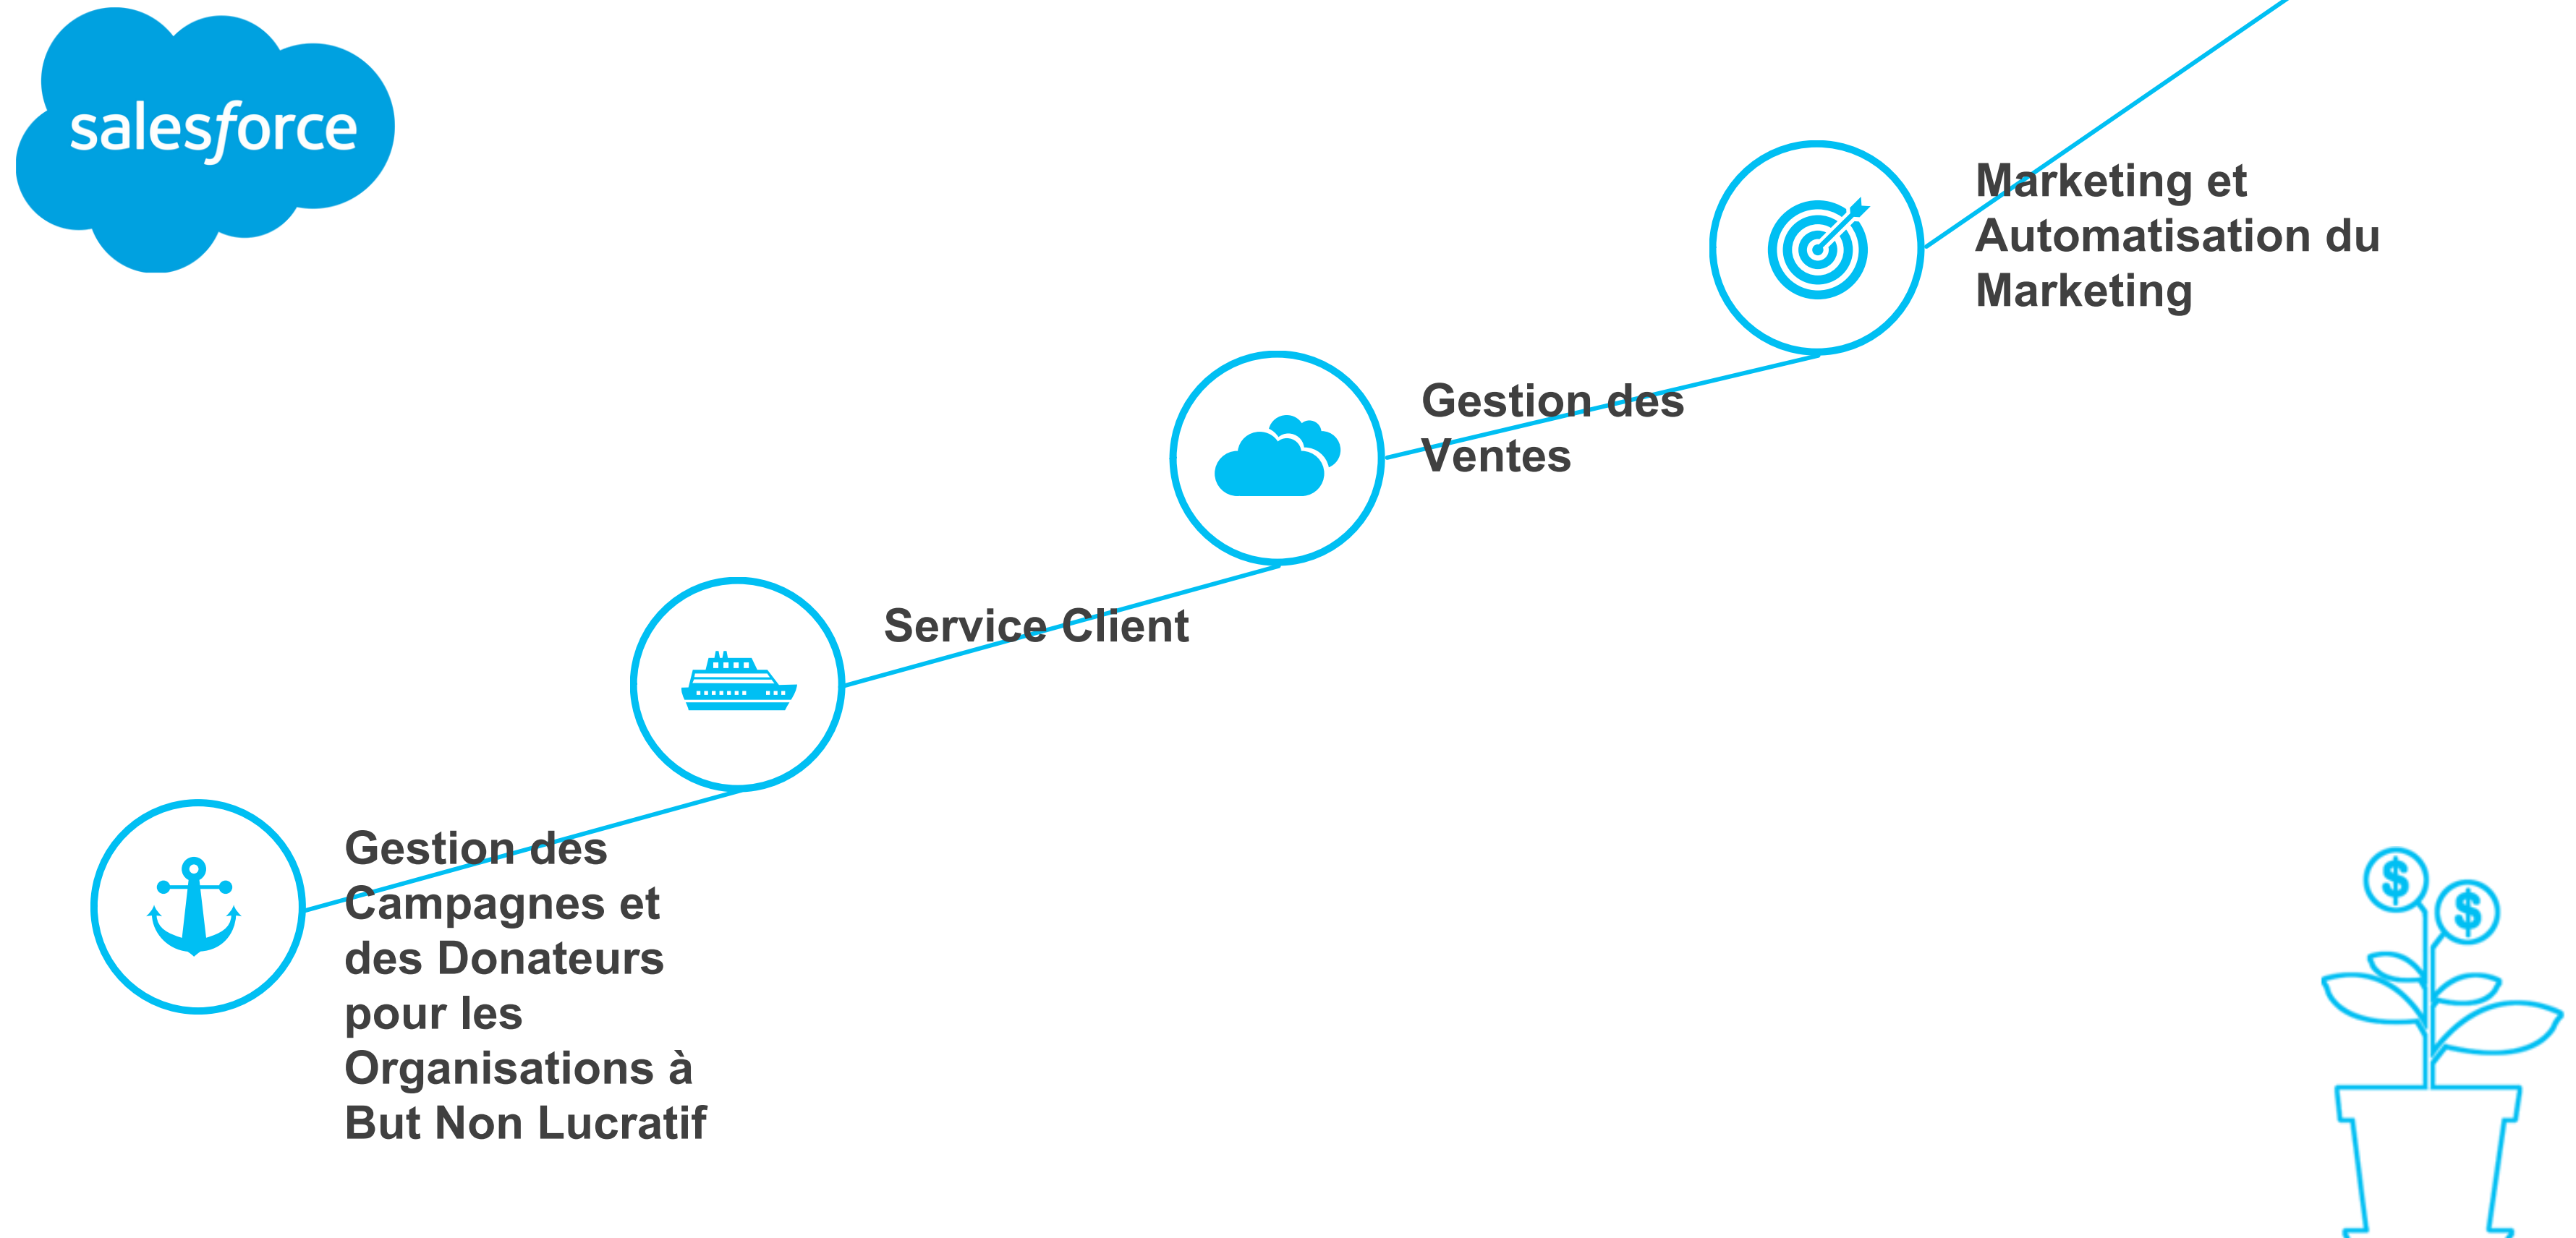 salesforce
Marketing et
Automatisation du
Marketing
Gestion des
Ventes
Service Client
Gestion des
Campagnes et
des Donateurs
pour les
Organisations à
But Non Lucratif
$
$